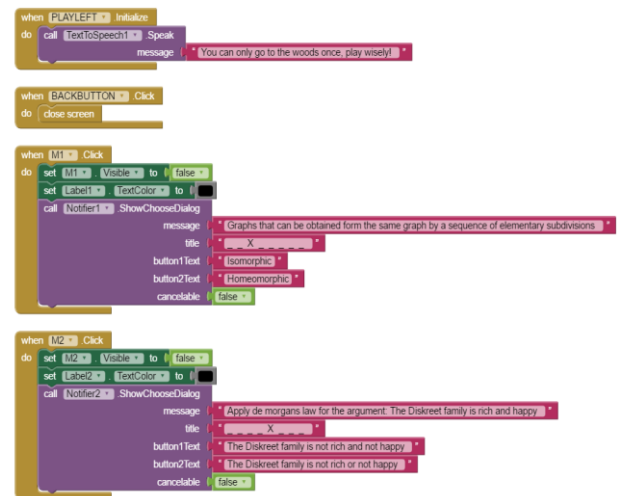 when PLAYLEFT .Initialize
do call TextToSpeech1 .Speak
message " You can only go to the woods once, play wisely! "
when BACKBUTTON .Click
do close screen
when M1 .Click
do set M1 . Visible to false
set Label1 . TextColor to
call Notifier1 .ShowChooseDialog
message " Graphs that can be obtained form the same graph by a sequence of elementary subdivisions "
title " _ _ X _ _ _ _ _ "
button1Text " Isomorphic "
button2Text " Homeomorphic "
cancelable false
when M2 .Click
do set M2 . Visible to false
set Label2 . TextColor to
call Notifier2 .ShowChooseDialog
message " Apply de morgans law for the argument: The Diskreet family is rich and happy "
title " _ _ _ _ X _ _ _ "
button1Text " The Diskreet family is not rich and not happy "
button2Text " The Diskreet family is not rich or not happy "
cancelable false